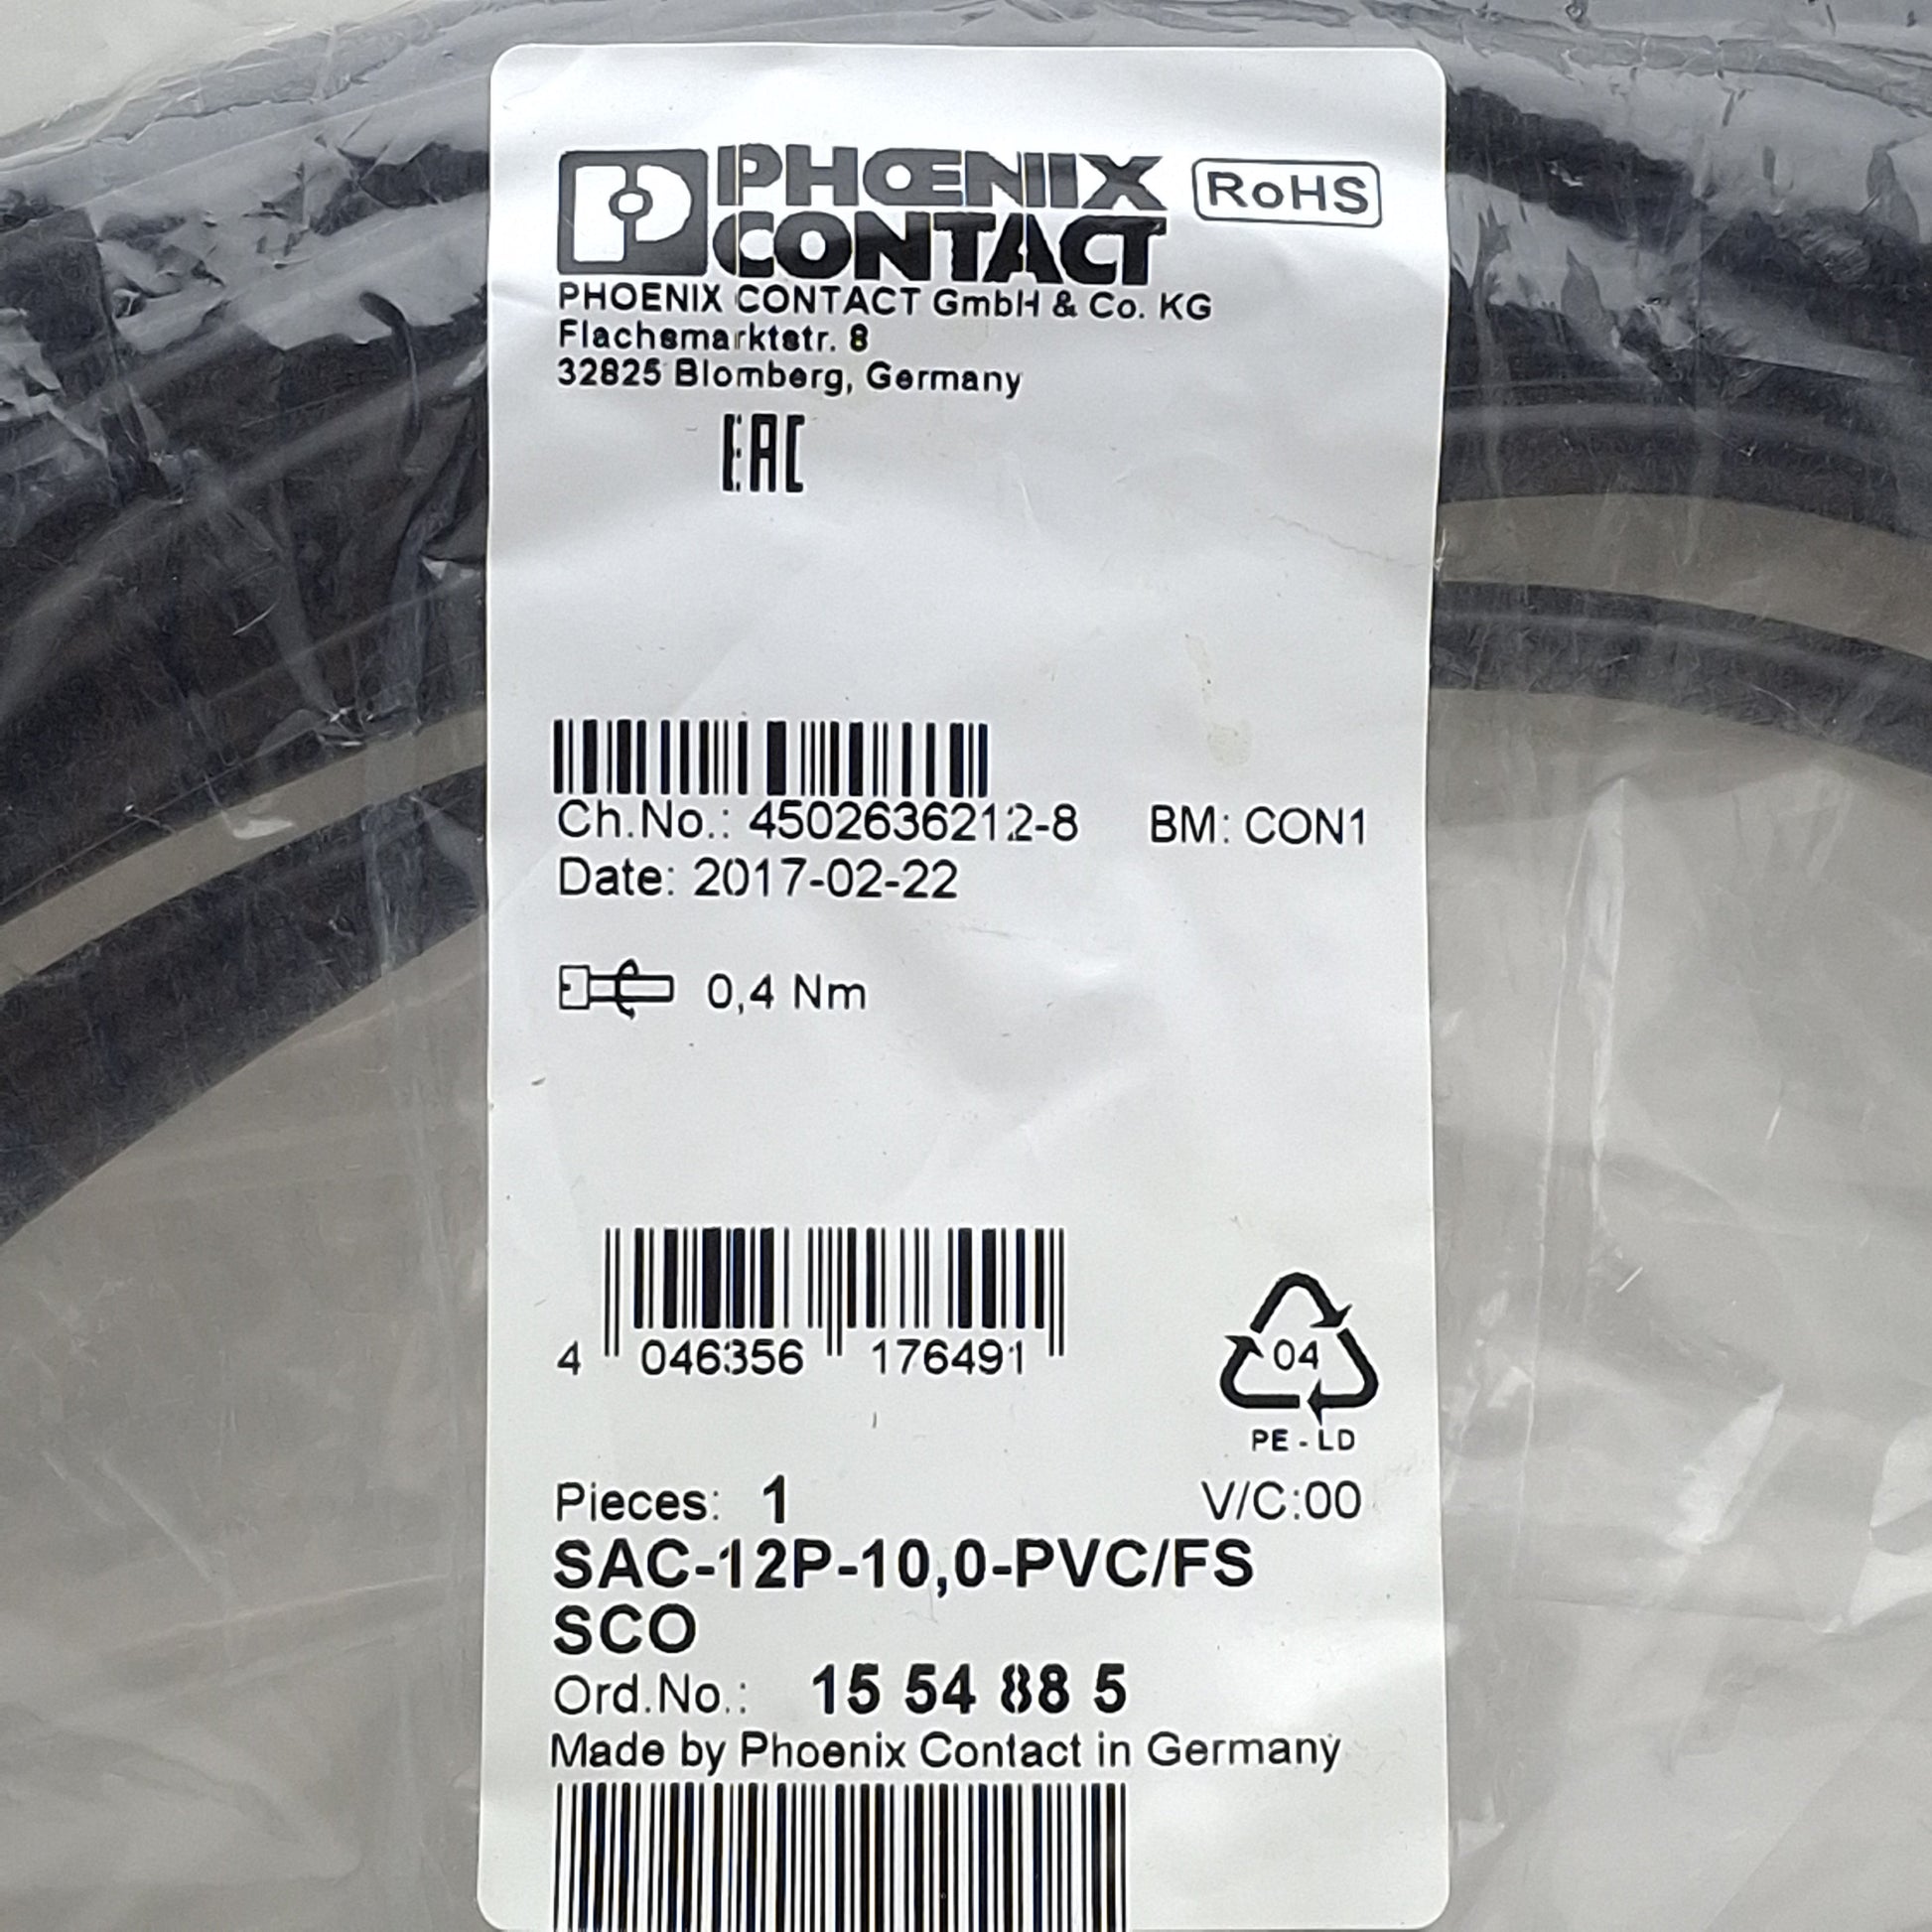 PHŒNIX
CONTACT
RoHS
PHOENIX CONTACT GmbH & Co. KG
Flachsmarktstr. 8
32825 Blomberg, Germany
EAC
Ch.No.: 4502636212-8 BM: CON1
Date: 2017-02-22
0,4 Nm
4 046356 176491
04
PE-LD
Pieces: 1 V/C:00
SAC-12P-10,0-PVC/FS
SCO
Ord.No.: 15 54 88 5
Made by Phoenix Contact in Germany